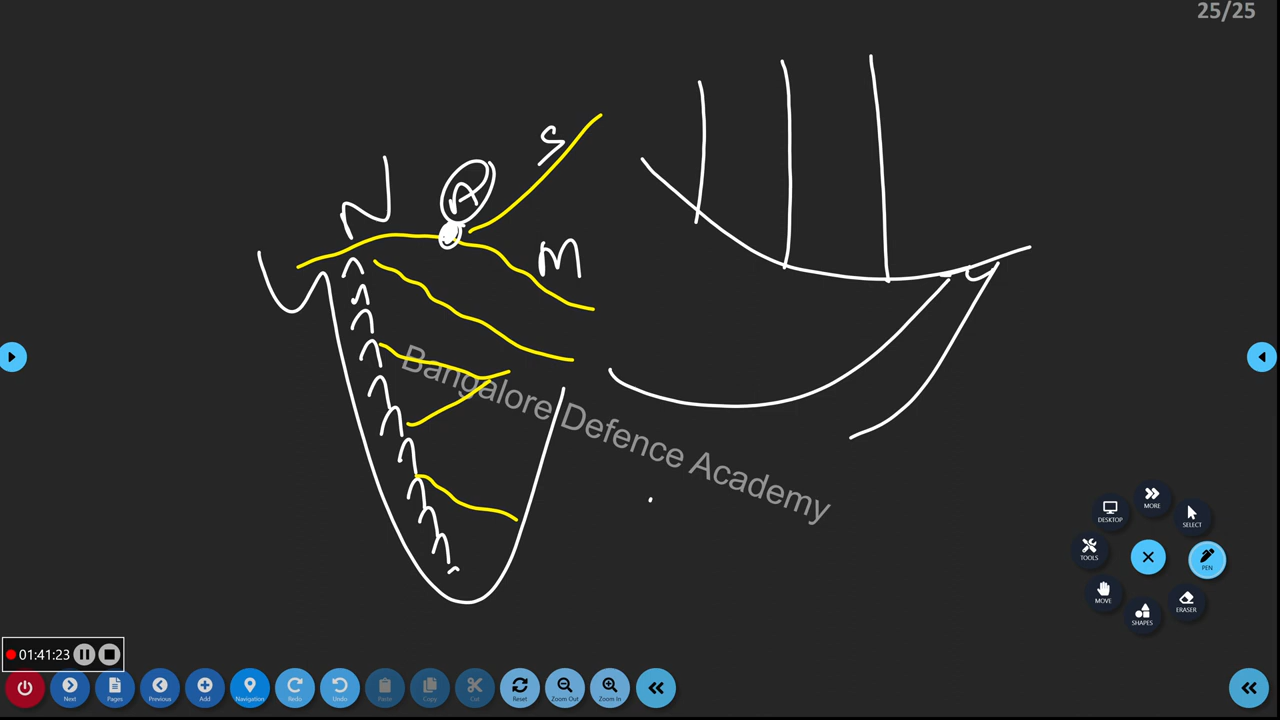 25/25
N
A
S
M
Bangalore Defence Academy
MORE
DESKTOP
SELECT
TOOLS
PEN
MOVE
ERASER
SHAPES
01:41:23
Next
Pages
Previous
Add
Navigation
Redo
Undo
Paste
Copy
Cut
Reset
Zoom Out
Zoom In